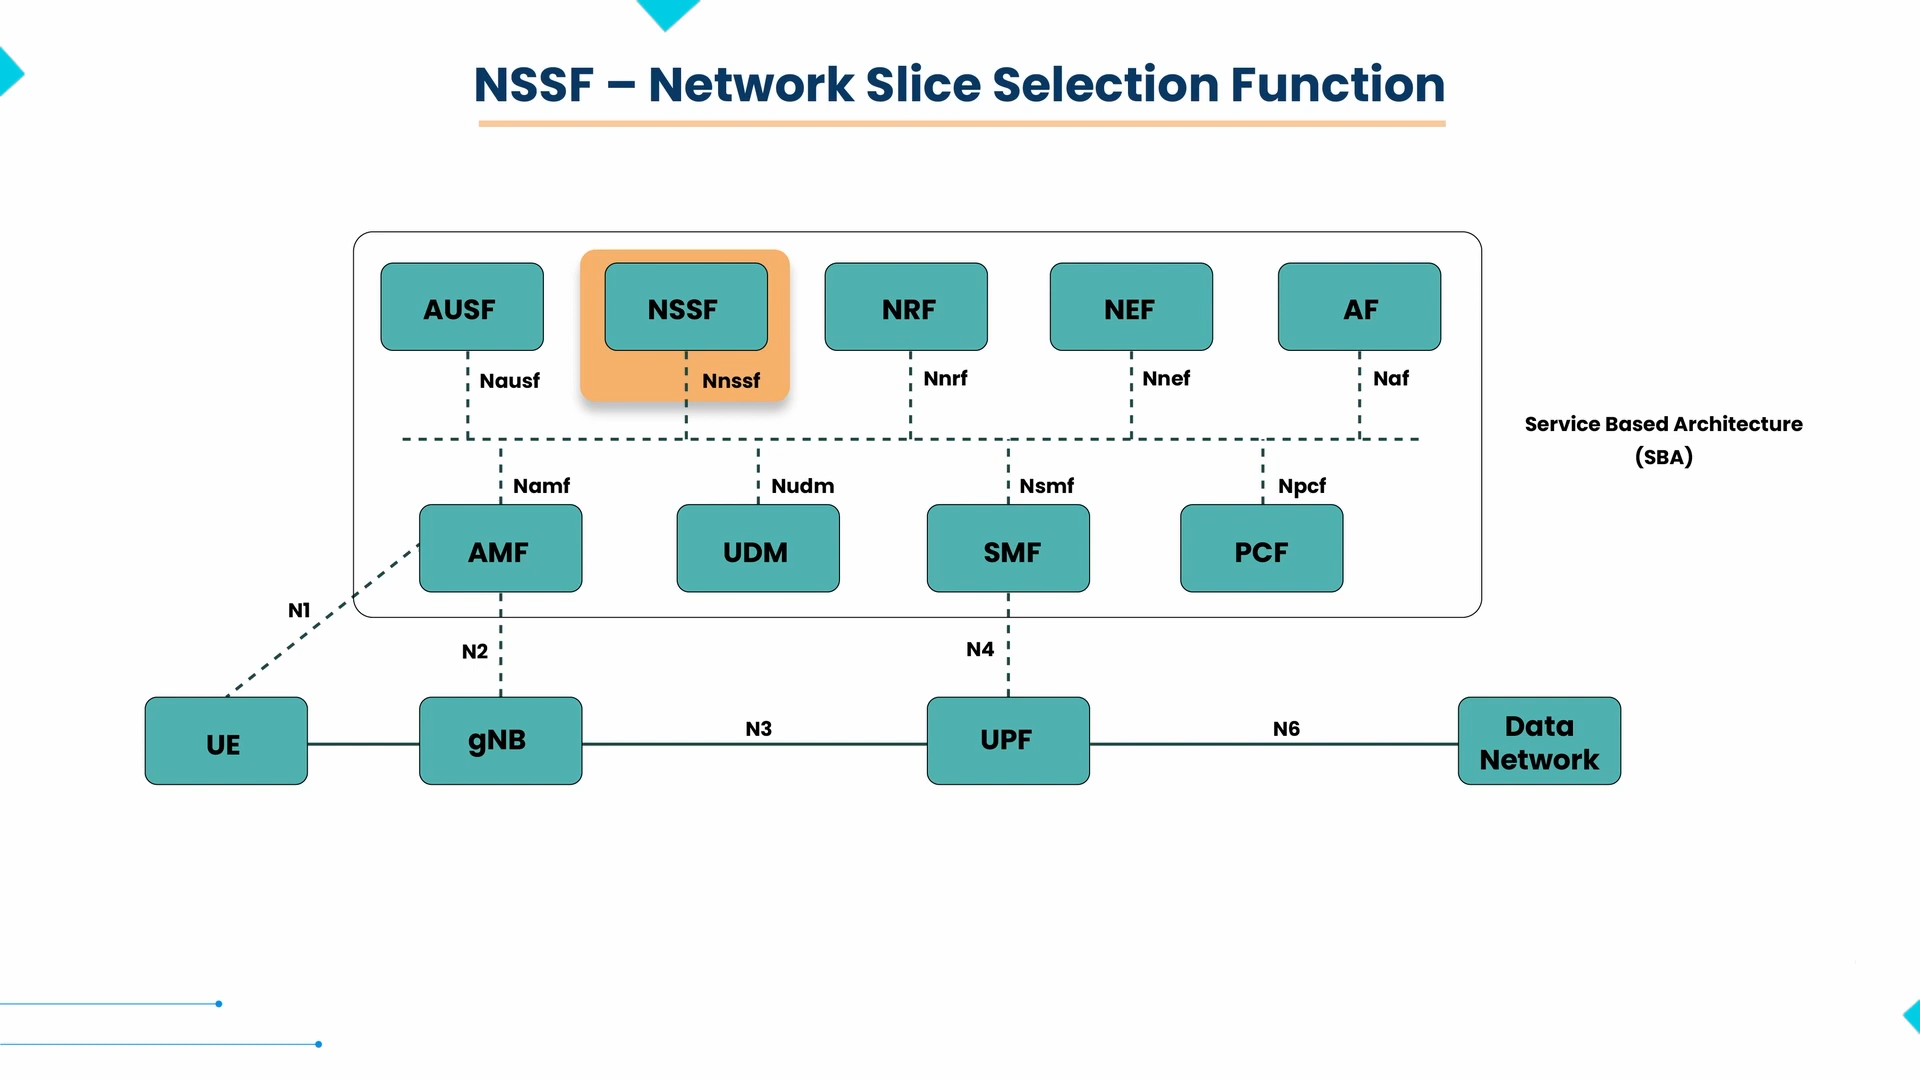 NSSF – Network Slice Selection Function
AUSF
NSSF
NRF
NEF
AF
Nausf
Nnssf
Nnrf
Nnef
Naf
Service Based Architecture
(SBA)
Namf
Nudm
Nsmf
Npcf
AMF
UDM
SMF
PCF
N1
N2
N4
UE
gNB
N3
UPF
N6
Data
Network